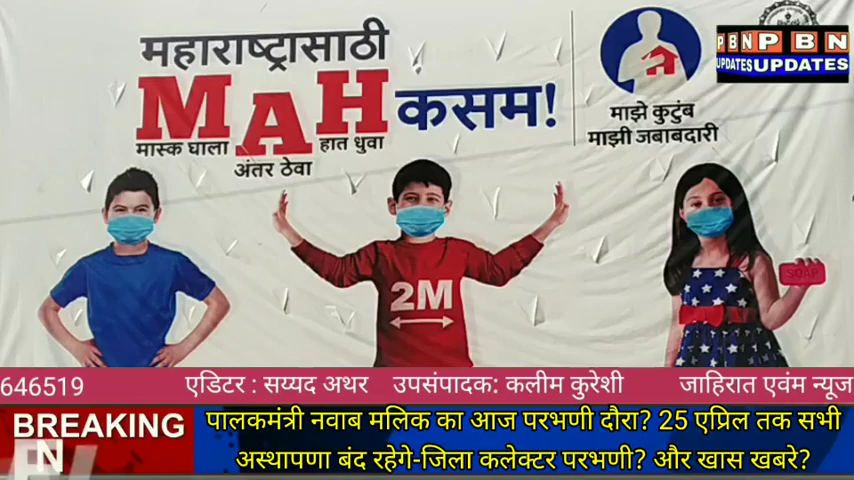 महाराष्ट्रासाठी
MAH कसम!
मास्क घाला
हात धुवा
अंतर ठेवा
माझे कुटुंब
माझी जबाबदारी
PBN PBN
UPDATES UPDATES
2M
SOAP
646519 एडिटर : सय्यद अथर उपसंपादक: कलीम कुरेशी जाहिरात एवंम न्यूज
BREAKING
N
पालकमंत्री नवाब मलिक का आज परभणी दौरा? 25 एप्रिल तक सभी
अस्थापणा बंद रहेगे-जिला कलेक्टर परभणी? और खास खबरे?